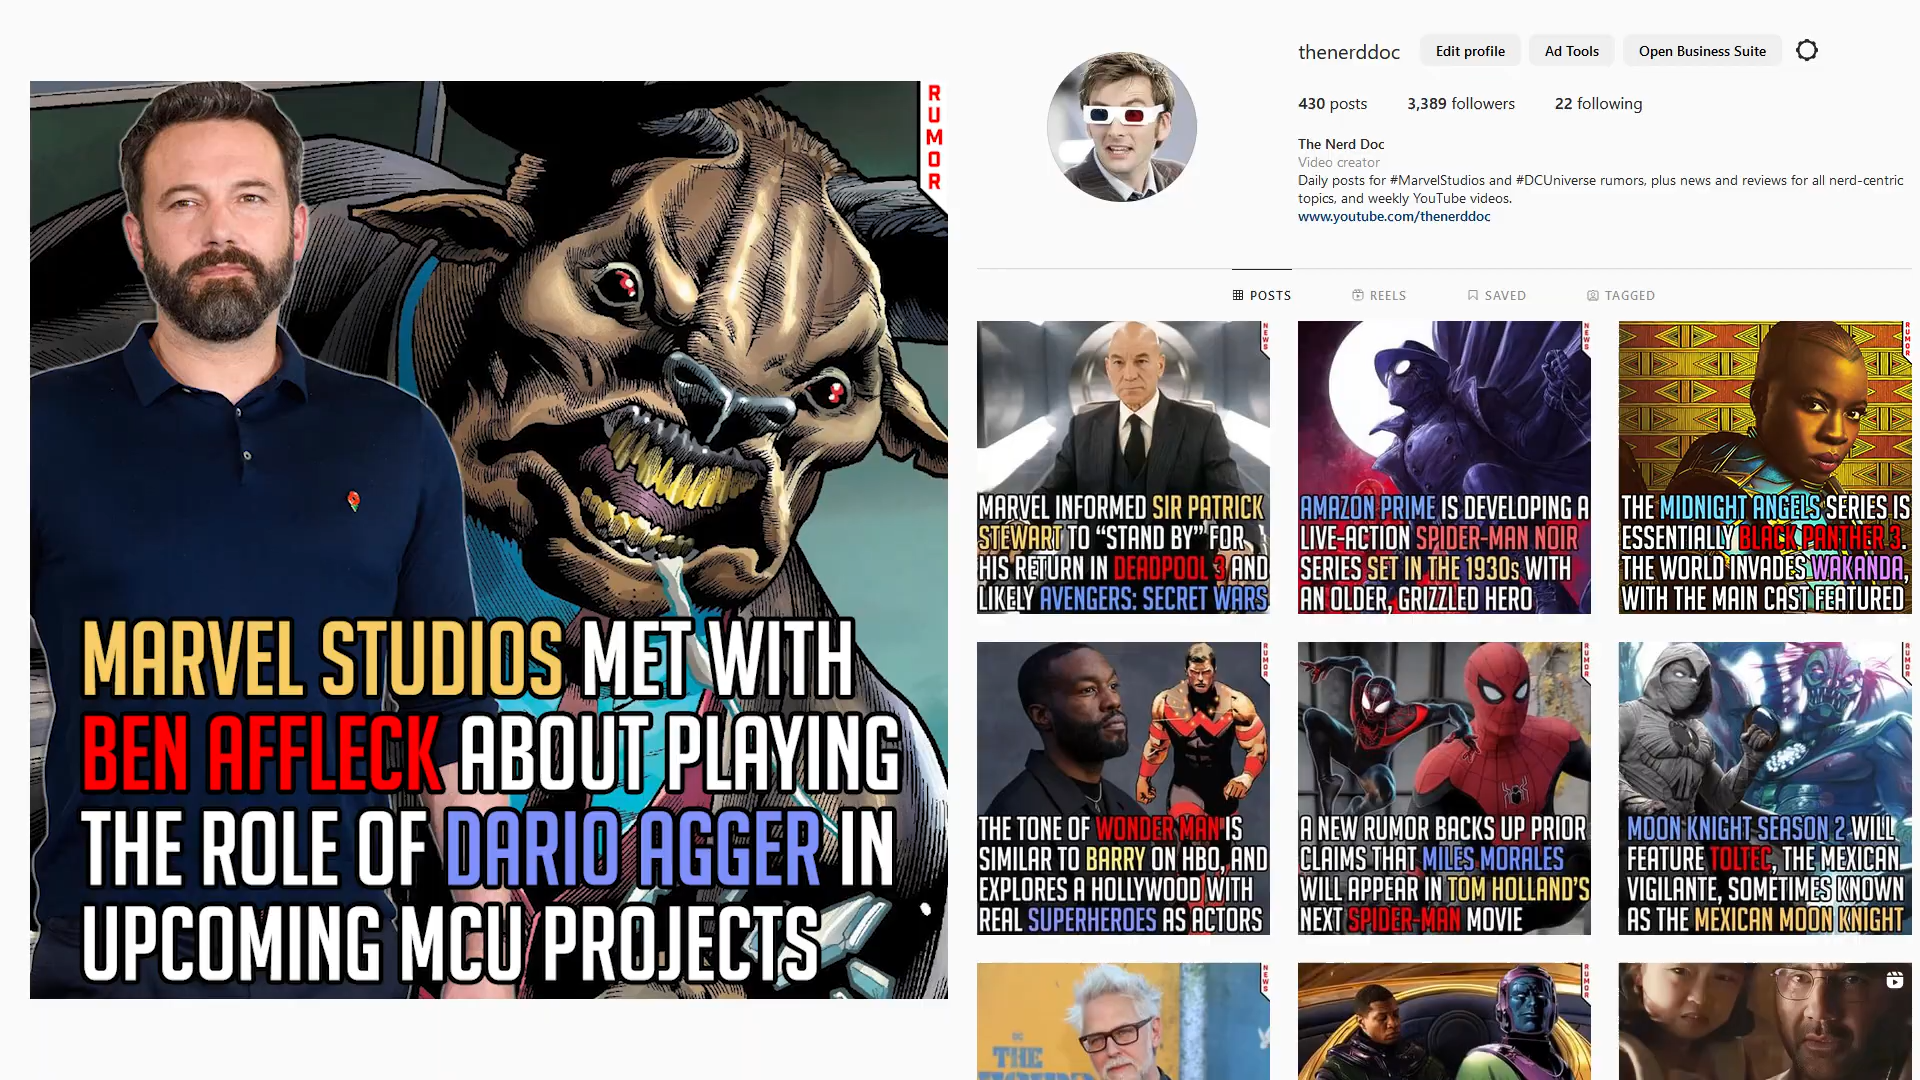 RUMOR
MARVEL STUDIOS MET WITH
BEN AFFLECK ABOUT PLAYING
THE ROLE OF DARIO AGGER IN
UPCOMING MCU PROJECTS
thenerddoc
Edit profile
Ad Tools
Open Business Suite
430 posts
3,389 followers
22 following
The Nerd Doc
Video creator
Daily posts for #MarvelStudios and #DCUniverse rumors, plus news and reviews for all nerd-centric
topics, and weekly YouTube videos.
www.youtube.com/thenerddoc
POSTS
REELS
SAVED
TAGGED
NEWS
MARVEL INFORMED SIR PATRICK
STEWART TO “STAND BY” FOR
HIS RETURN IN DEADPOOL 3 AND
LIKELY AVENGERS: SECRET WARS
NEWS
AMAZON PRIME IS DEVELOPING A
LIVE-ACTION SPIDER-MAN NOIR
SERIES SET IN THE 1930s WITH
AN OLDER, GRIZZLED HERO
RUMOR
THE MIDNIGHT ANGELS SERIES IS
ESSENTIALLY BLACK PANTHER 3.
THE WORLD INVADES WAKANDA,
WITH THE MAIN CAST FEATURED
RUMOR
THE TONE OF WONDER MAN IS
SIMILAR TO BARRY ON HBO, AND
EXPLORES A HOLLYWOOD WITH
REAL SUPERHEROES AS ACTORS
RUMOR
A NEW RUMOR BACKS UP PRIOR
CLAIMS THAT MILES MORALES
WILL APPEAR IN TOM HOLLAND'S
NEXT SPIDER-MAN MOVIE
RUMOR
MOON KNIGHT SEASON 2 WILL
FEATURE TOLTEC, THE MEXICAN
VIGILANTE, SOMETIMES KNOWN
AS THE MEXICAN MOON KNIGHT
NEWS
THE
RUMOR